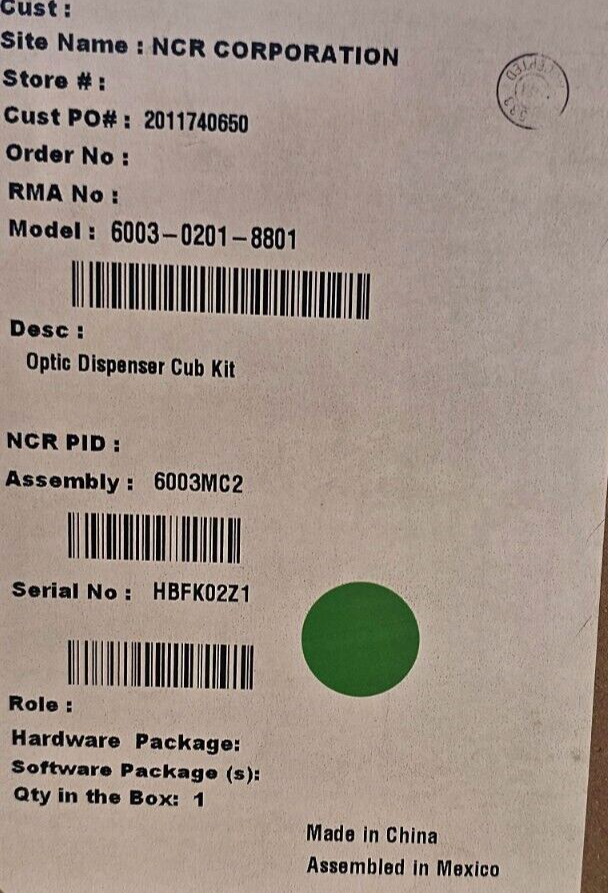 Cust :
Site Name : NCR CORPORATION
Store # :
Cust PO# : 2011740650
Order No :
RMA No :
Model : 6003-0201-8801
Desc :
Optic Dispenser Cub Kit
NCR PID :
Assembly : 6003MC2
Serial No : HBFK02Z1
Role :
Hardware Package:
Software Package (s):
Qty in the Box: 1
Made in China
Assembled in Mexico